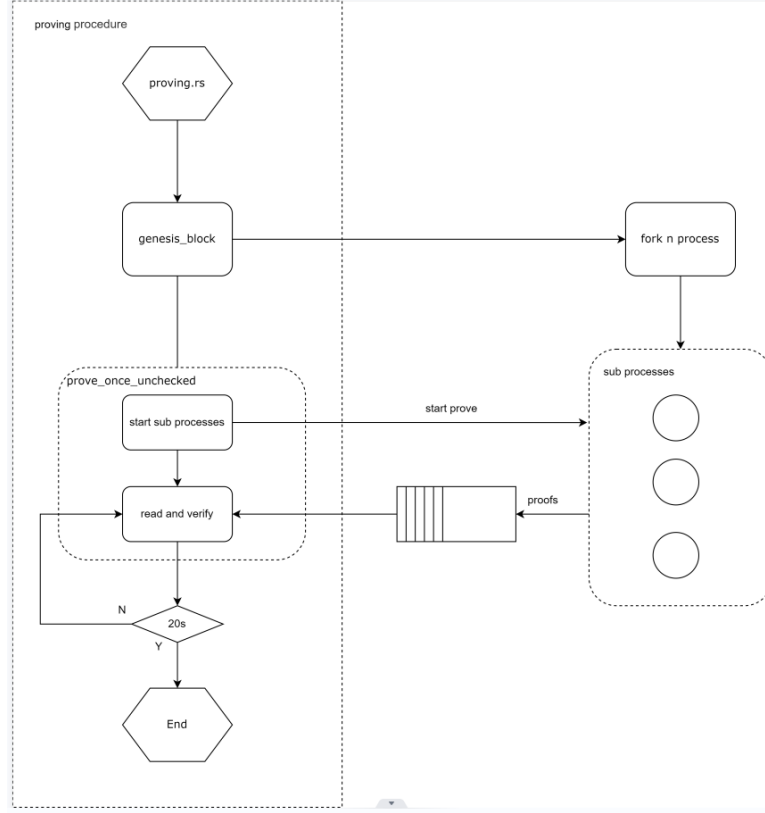 proving procedure
proving.rs
genesis_block
fork n process
prove_once_unchecked
sub processes
start sub processes
start prove
read and verify
proofs
N
20s
Y
End